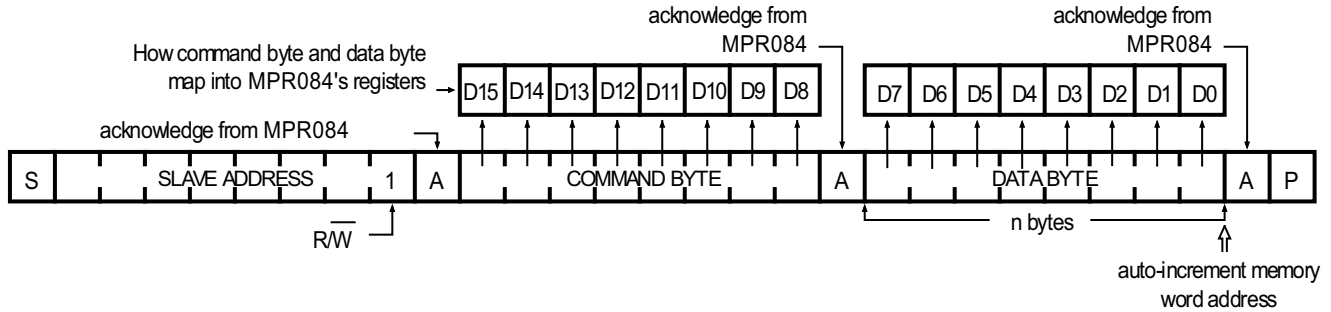 acknowledge from
MPR084
acknowledge from
MPR084
How command byte and data byte
map into MPR084's registers
D15 D14 D13 D12 D11 D10 D9 D8
D7 D6 D5 D4 D3 D2 D1 D0
acknowledge from MPR084
S SLAVE ADDRESS 1 A COMMAND BYTE A DATA BYTE A P
R/W̅
n bytes
auto-increment memory
word address